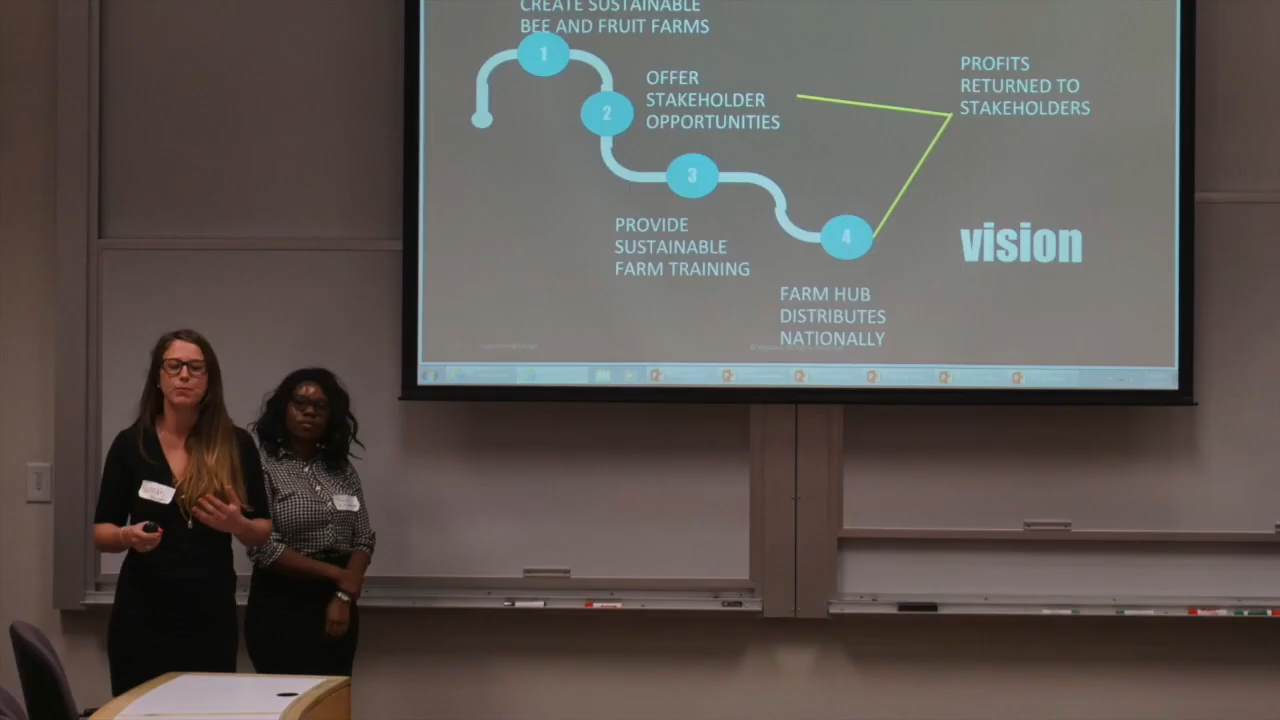 CREATE SUSTAINABLE
BEE AND FRUIT FARMS
1
OFFER
STAKEHOLDER
OPPORTUNITIES
2
PROFITS
RETURNED TO
STAKEHOLDERS
3
PROVIDE
SUSTAINABLE
FARM TRAINING
4
vision
FARM HUB
DISTRIBUTES
NATIONALLY